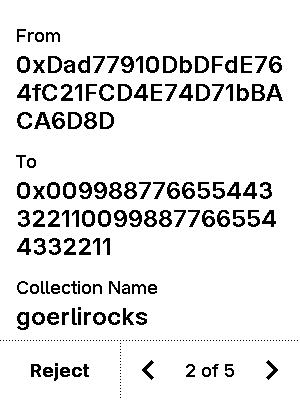 From
0xDad77910DbDFdE76
4fC21FCD4E74D71bBA
CA6D8D
To
0x009988776655443
322110099887766554
4332211
Collection Name
goerlirocks
Reject 2 of 5